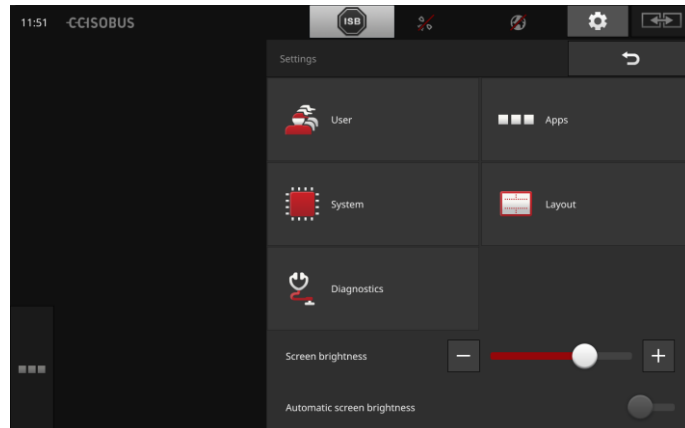 11:51 CCISOBUS ISB
Settings
User
Apps
System
Layout
Diagnostics
Screen brightness
Automatic screen brightness